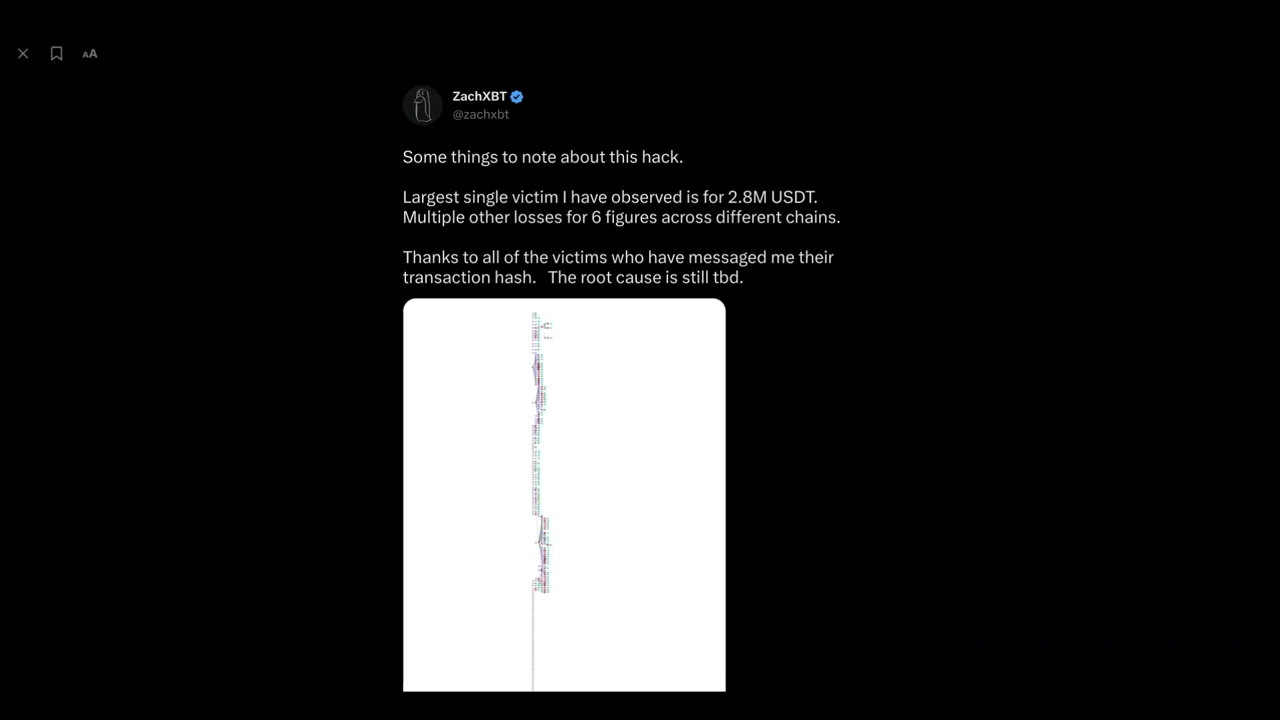 AA
ZachXBT
@zachxbt
Some things to note about this hack.
Largest single victim I have observed is for 2.8M USDT.
Multiple other losses for 6 figures across different chains.
Thanks to all of the victims who have messaged me their
transaction hash. The root cause is still tbd.